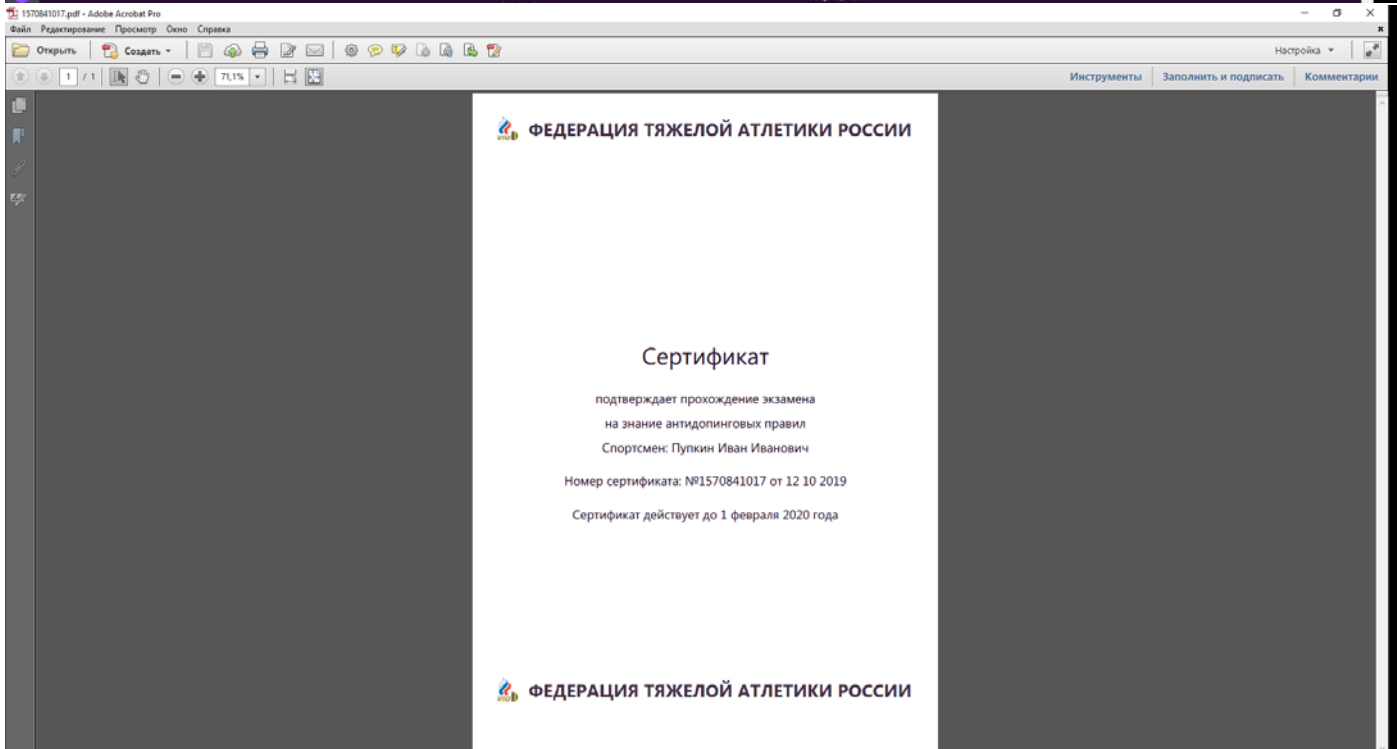 1570841017.pdf - Adobe Acrobat Pro
Файл Редактирование Просмотр Окно Справка
Открыть Создать Настройка
1 / 1 71,1% Инструменты Заполнить и подписать Комментарии
ФЕДЕРАЦИЯ ТЯЖЕЛОЙ АТЛЕТИКИ РОССИИ
Сертификат
подтверждает прохождение экзамена
на знание антидопинговых правил
Спортсмен: Пупкин Иван Иванович
Номер сертификата: №1570841017 от 12 10 2019
Сертификат действует до 1 февраля 2020 года
ФЕДЕРАЦИЯ ТЯЖЕЛОЙ АТЛЕТИКИ РОССИИ